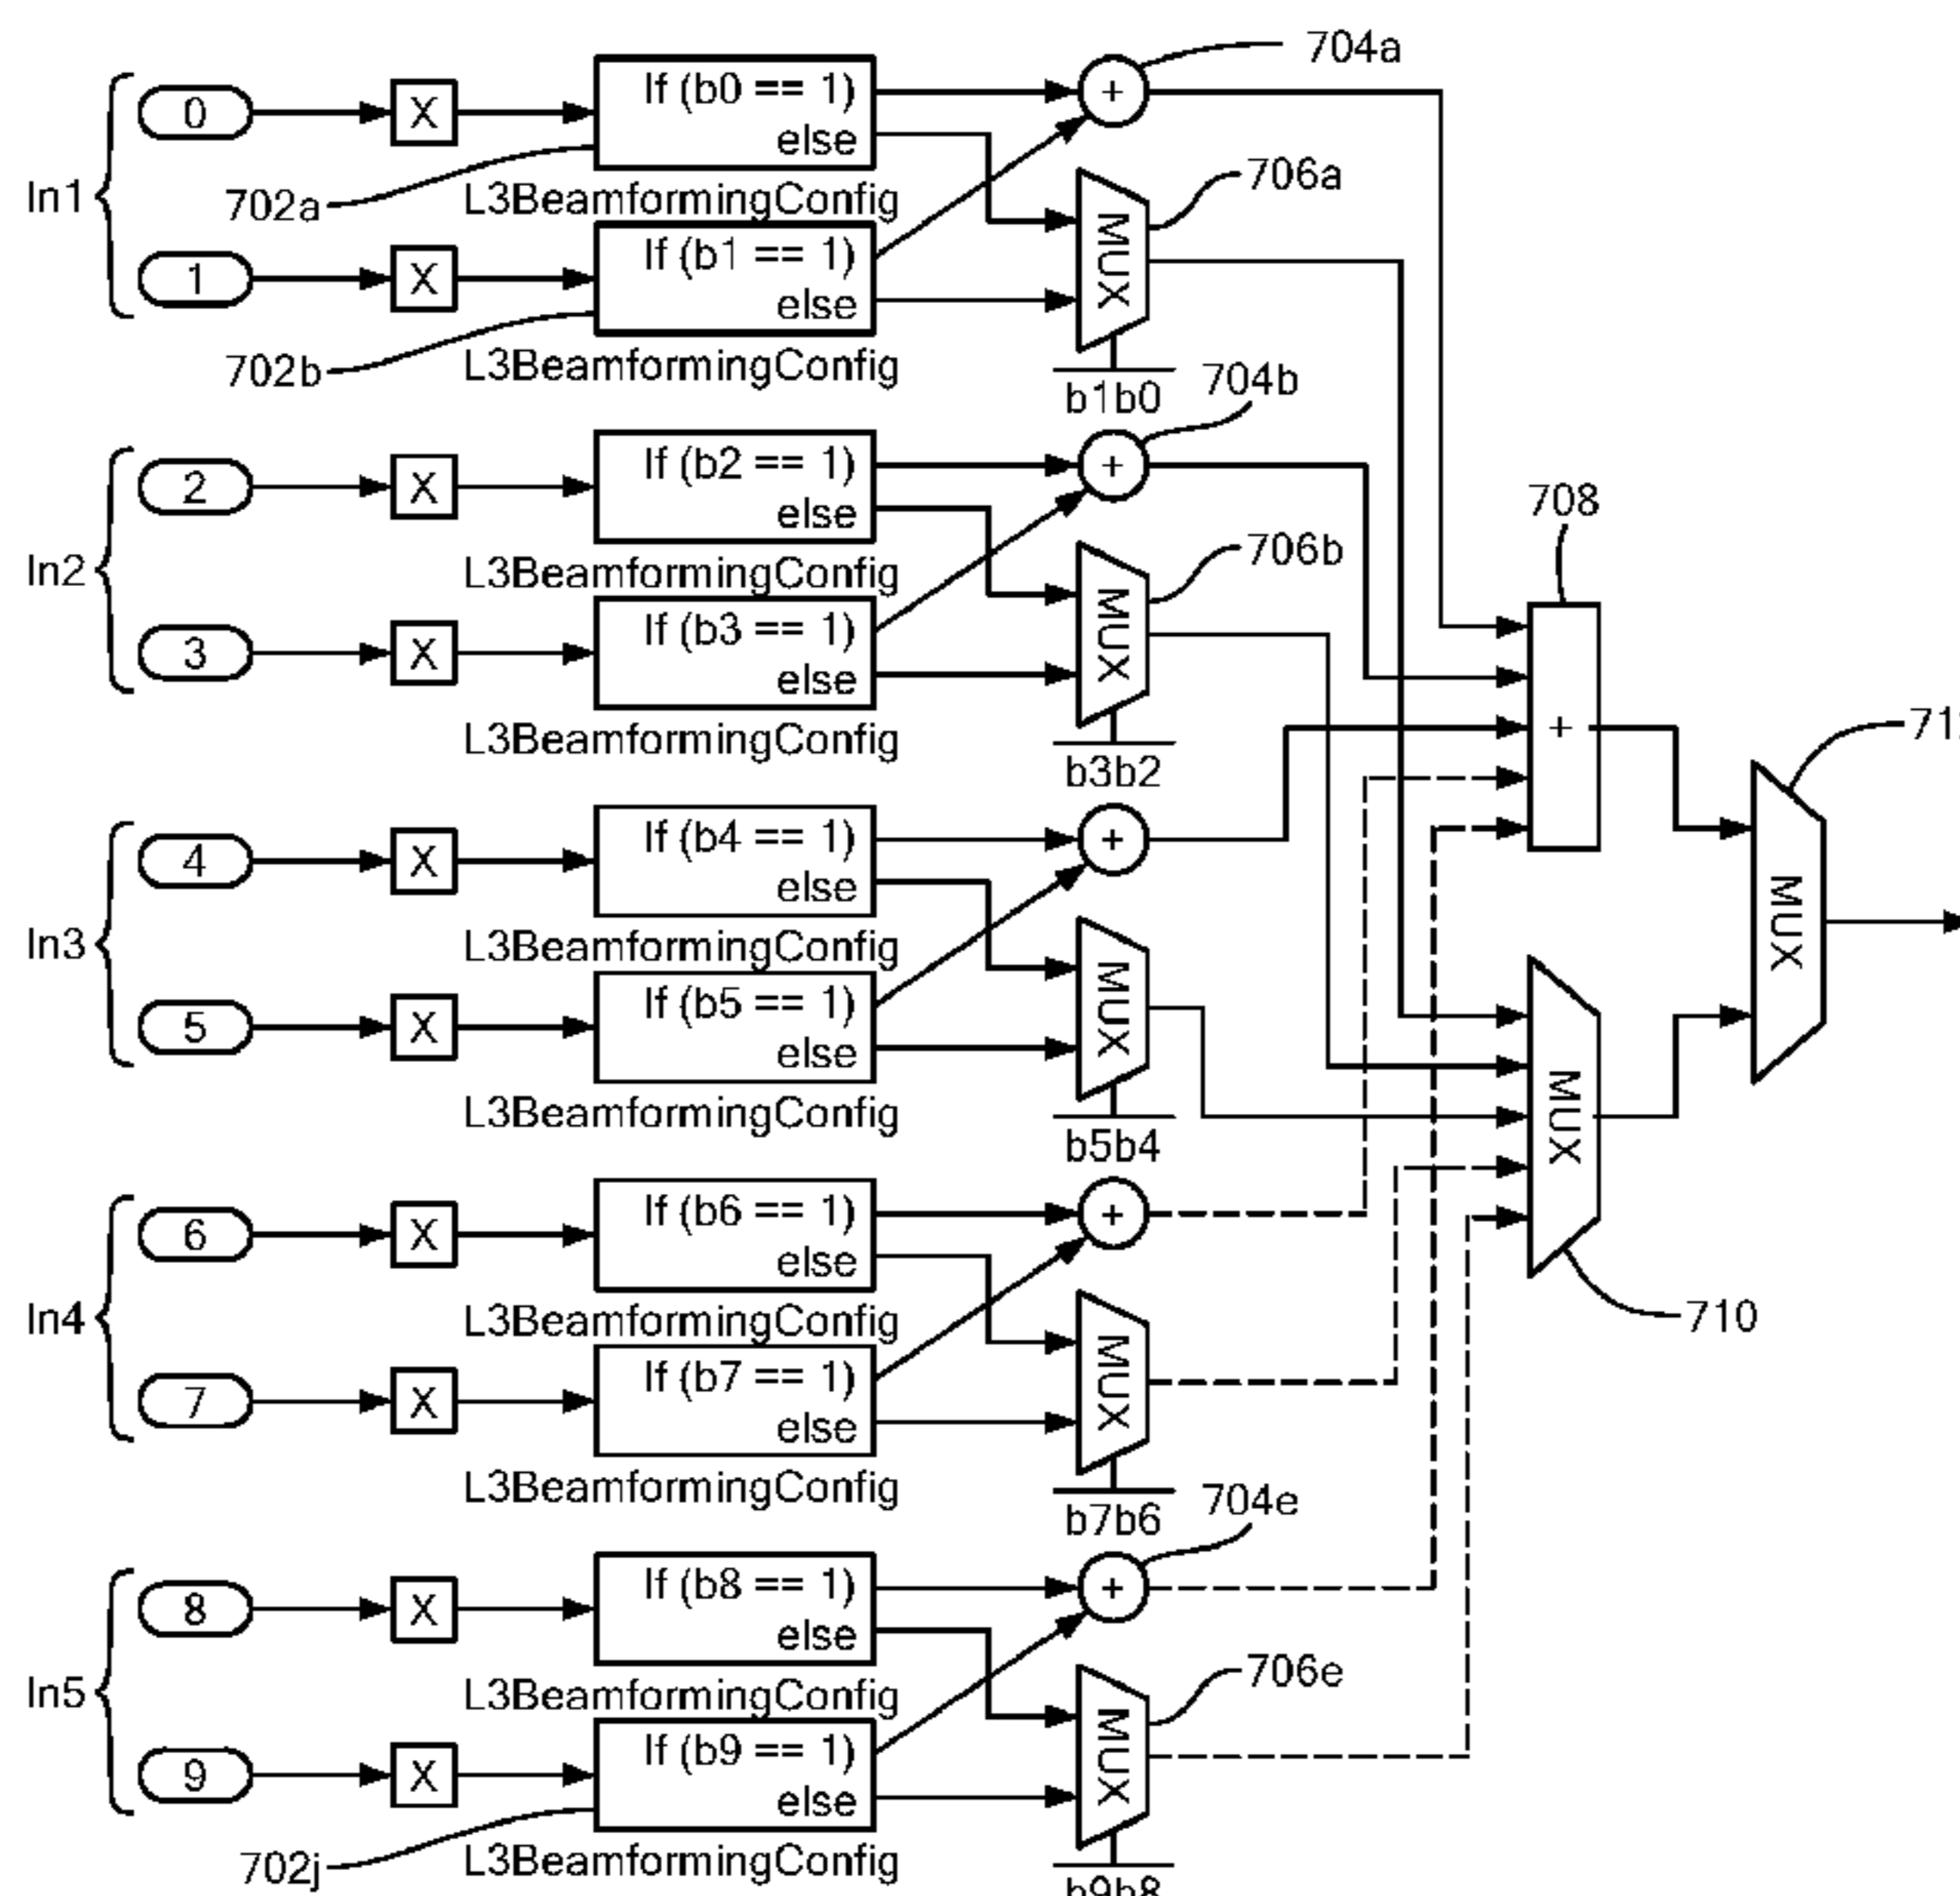 704a
0
X
If (b0 == 1)
else
706a
In1
702a
L3BeamformingConfig
MUX
1
X
If (b1 == 1)
else
702b
L3BeamformingConfig
b1b0
704b
2
X
If (b2 == 1)
else
708
In2
L3BeamformingConfig
706b
MUX
3
X
If (b3 == 1)
else
L3BeamformingConfig
b3b2
+
+
+
4
X
If (b4 == 1)
else
+
MUX
In3
L3BeamformingConfig
MUX
5
X
If (b5 == 1)
else
L3BeamformingConfig
b5b4
MUX
6
X
If (b6 == 1)
else
+
In4
L3BeamformingConfig
710
MUX
7
X
If (b7 == 1)
else
L3BeamformingConfig
b7b6
704e
8
X
If (b8 == 1)
else
+
In5
L3BeamformingConfig
706e
MUX
9
X
If (b9 == 1)
else
702j
L3BeamformingConfig
b9b8